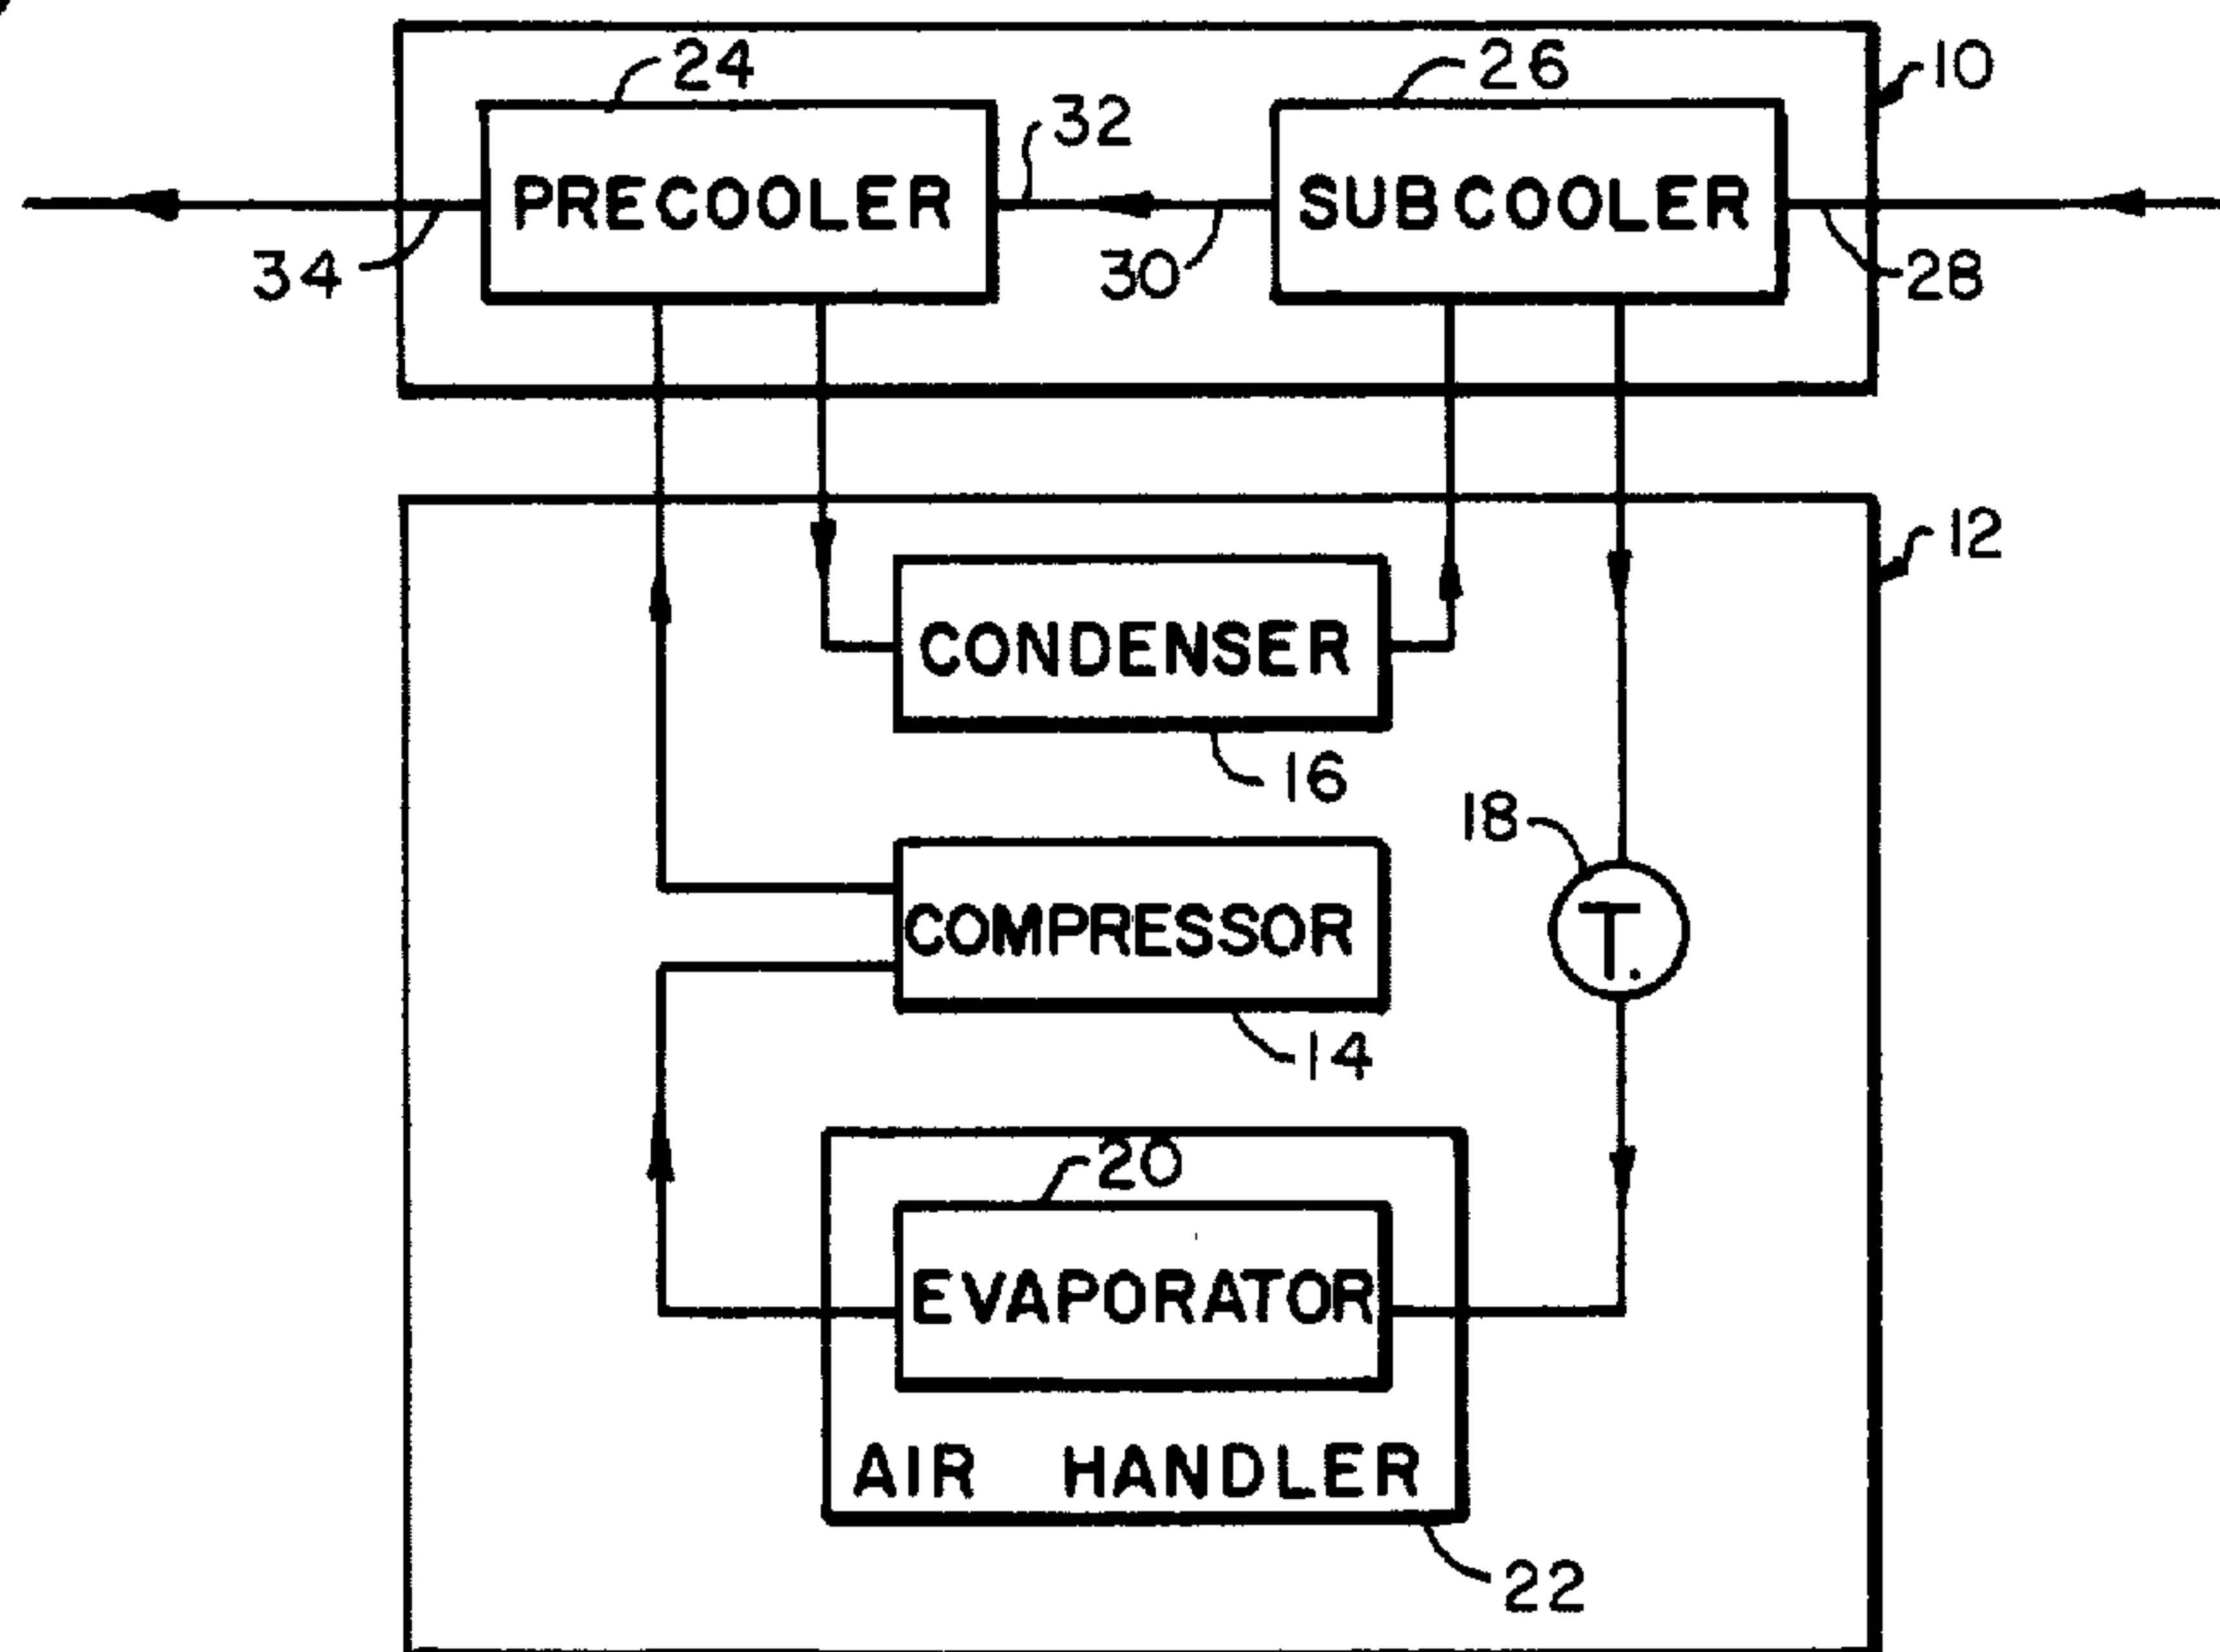 24
26
10
32
PRECOOLER
SUBCOOLER
34
30
28
12
CONDENSER
16
18
COMPRESSOR
T.
14
20
EVAPORATOR
AIR HANDLER
22